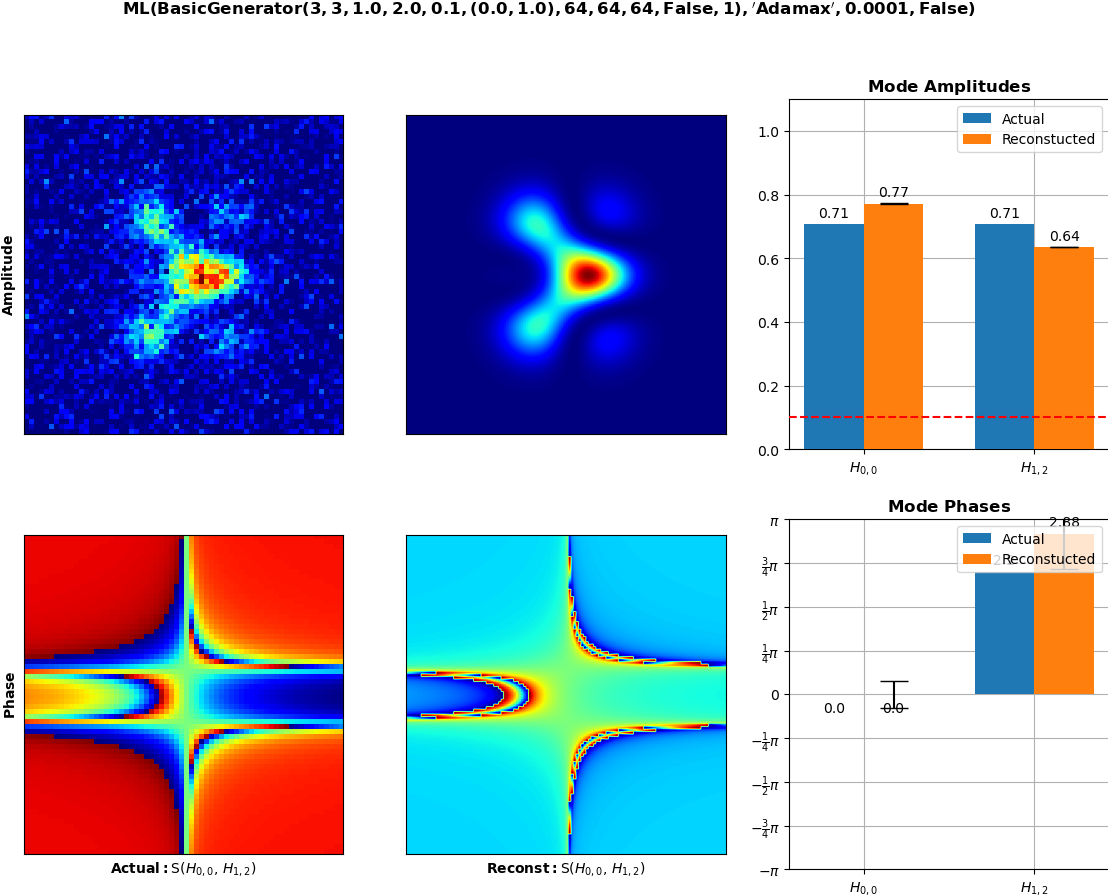 ML(BasicGenerator(3, 3, 1.0, 2.0, 0.1, (0.0, 1.0), 64, 64, 64, False, 1), ′Adamax′, 0.0001, False)
Amplitude
Mode Amplitudes
Actual
Reconstucted
1.0
0.8
0.6
0.4
0.2
0.0
0.71
0.77
0.71
0.64
H0,0
H1,2
Phase
Actual: S(H0,0, H1,2)
Reconst: S(H0,0, H1,2)
Mode Phases
Actual
Reconstucted
π
3/4π
1/2π
1/4π
0
−1/4π
−1/2π
−3/4π
−π
0.0
0.0
2.88
H0,0
H1,2